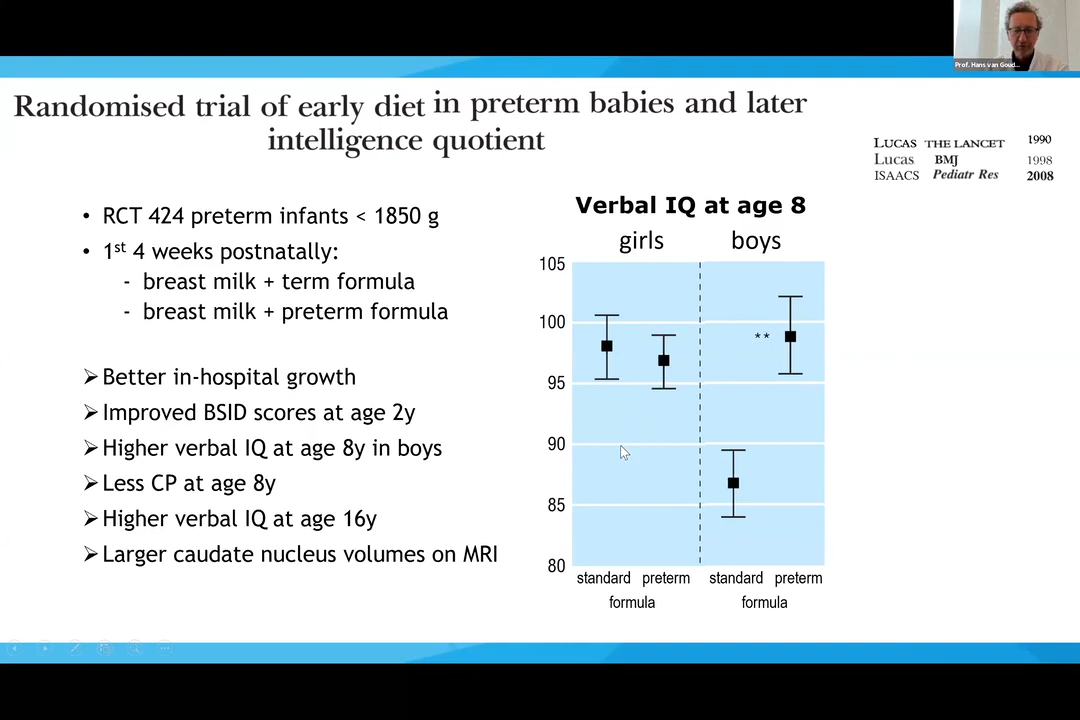 Prof. Hans van Goud...
Randomised trial of early diet in preterm babies and later
intelligence quotient
LUCAS THE LANCET 1990
Lucas BMJ 1998
ISAACS Pediatr Res 2008
• RCT 424 preterm infants < 1850 g
• 1st 4 weeks postnatally:
- breast milk + term formula
- breast milk + preterm formula
➢ Better in-hospital growth
➢ Improved BSID scores at age 2y
➢ Higher verbal IQ at age 8y in boys
➢ Less CP at age 8y
➢ Higher verbal IQ at age 16y
➢ Larger caudate nucleus volumes on MRI
Verbal IQ at age 8
girls boys
105
100
**
95
90
85
80
standard preterm standard preterm
formula formula